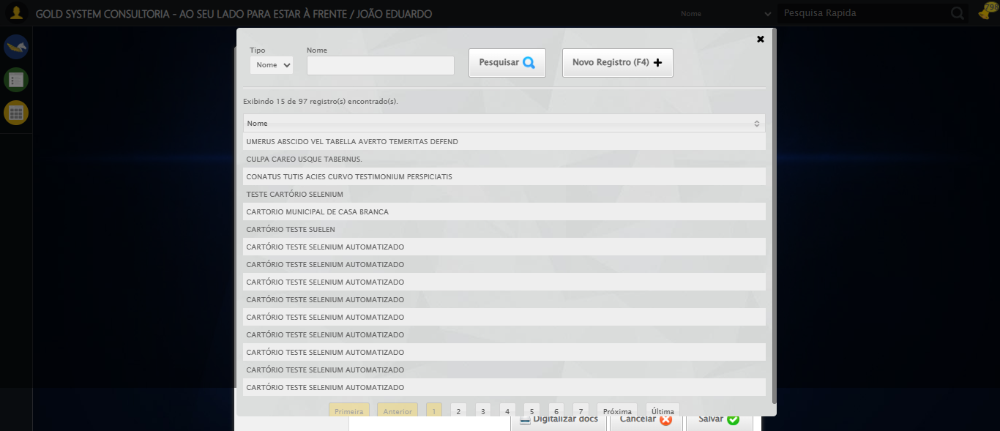 GOLD SYSTEM CONSULTORIA - AO SEU LADO PARA ESTAR À FRENTE / JOÃO EDUARDO
Nome
Pesquisa Rapida
798
Tipo
Nome
Nome
Pesquisar
Novo Registro (F4)
Exibindo 15 de 97 registro(s) encontrado(s).
Nome
UMERUS ABSCIDO VEL TABELLA AVERTO TEMERITAS DEFEND
CULPA CAREO USQUE TABERNUS.
CONATUS TUTIS ACIES CURVO TESTIMONIUM PERSPICIATIS
TESTE CARTÓRIO SELENIUM
CARTORIO MUNICIPAL DE CASA BRANCA
CARTÓRIO TESTE SUELEN
CARTÓRIO TESTE SELENIUM AUTOMATIZADO
CARTÓRIO TESTE SELENIUM AUTOMATIZADO
CARTÓRIO TESTE SELENIUM AUTOMATIZADO
CARTÓRIO TESTE SELENIUM AUTOMATIZADO
CARTÓRIO TESTE SELENIUM AUTOMATIZADO
CARTÓRIO TESTE SELENIUM AUTOMATIZADO
CARTÓRIO TESTE SELENIUM AUTOMATIZADO
CARTÓRIO TESTE SELENIUM AUTOMATIZADO
CARTÓRIO TESTE SELENIUM AUTOMATIZADO
Primeira Anterior 1 2 3 4 5 6 7 Próxima Última
Digitalizar docs Cancelar Salvar